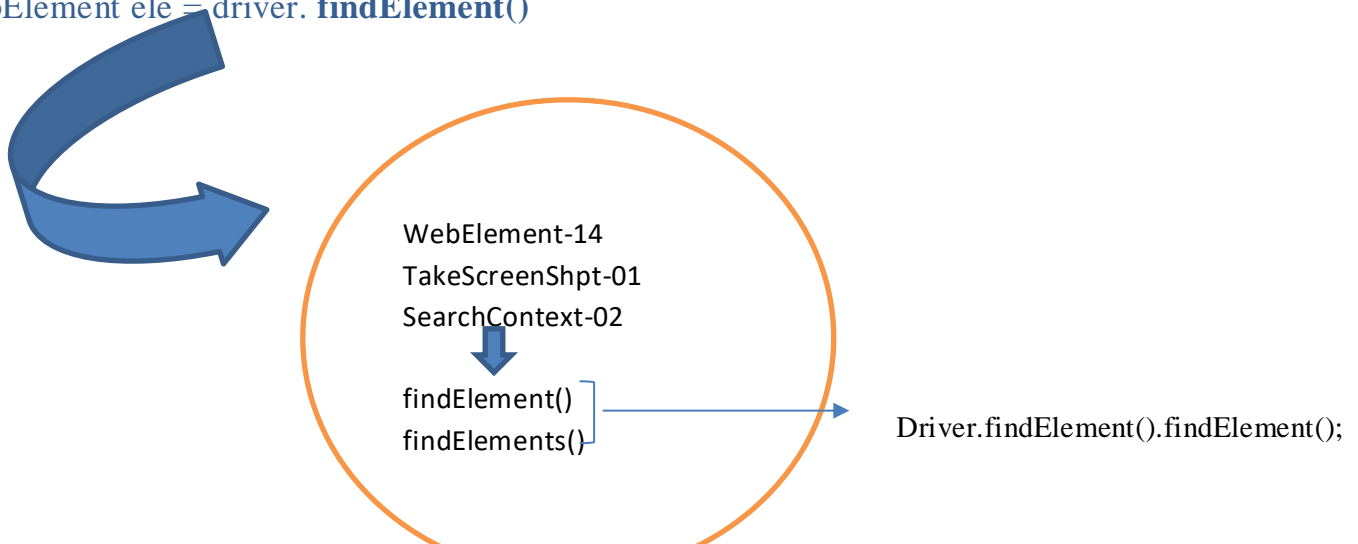 Element ele = driver. findElement()
WebElement-14
TakeScreenShpt-01
SearchContext-02
findElement()
findElements()
Driver.findElement().findElement();